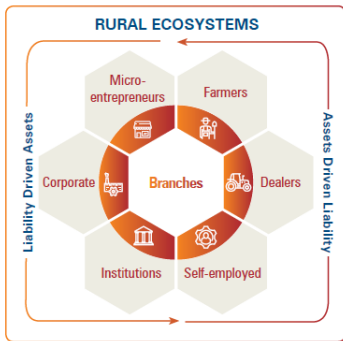 RURAL ECOSYSTEMS
Micro-
entrepreneurs
Farmers
Liability Driven Assets
Corporate
Branches
Dealers
Assets Driven Liability
Institutions
Self-employed